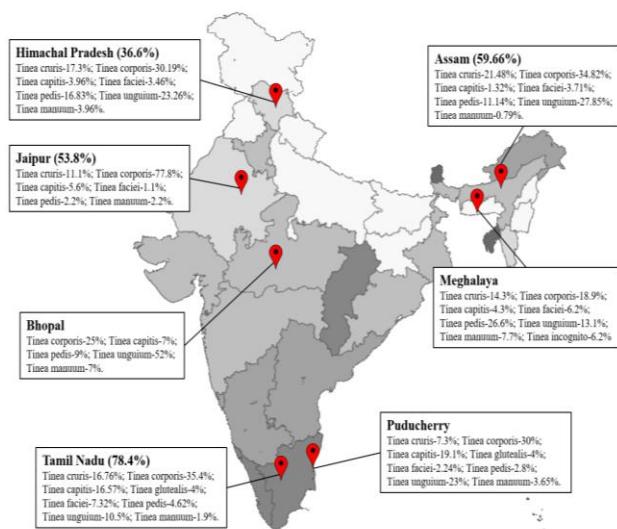 Himachal Pradesh (36.6%)
Tinea cruris-17.3%; Tinea corporis-30.19%
Tinea capitis-3.96%; Tinea faciei-3.46%
Tinea pedis-16.83%; Tinea unguium-23.26%
Tinea manuum-3.96%.
Assam (59.66%)
Tinea cruris-21.48%; Tinea corporis-34.82%
Tinea capitis-1.32%; Tinea faciei-3.71%
Tinea pedis-11.14%; Tinea unguium-27.85%
Tinea manuum-0.79%.
Jaipur (53.8%)
Tinea cruris-11.1%; Tinea corporis-77.8%
Tinea capitis-5.6%; Tinea faciei-1.1%
Tinea pedis-2.2%; Tinea manuum-2.2%.
Meghalaya
Tinea cruris-14.3%; Tinea corporis-18.9%
Tinea capitis-4.3%; Tinea faciei-6.2%
Tinea pedis-26.6%; Tinea unguium-13.1%
Tinea manuum-7.7%; Tinea incognito-6.2%
Bhopal
Tinea corporis-25%; Tinea capitis-7%
Tinea pedis-9%; Tinea unguium-52%
Tinea manuum-7%.
Puducherry
Tinea cruris-7.3%; Tinea corporis-30%
Tinea capitis-19.1%; Tinea glutealis-4%
Tinea faciei-2.24%; Tinea pedis-2.8%
Tinea unguium-23%; Tinea manuum-3.65%.
Tamil Nadu (78.4%)
Tinea cruris-16.76%; Tinea corporis-35.4%
Tinea capitis-16.57%; Tinea glutealis-4%
Tinea faciei-7.32%; Tinea pedis-4.62%
Tinea unguium-10.5%; Tinea manuum-1.9%.